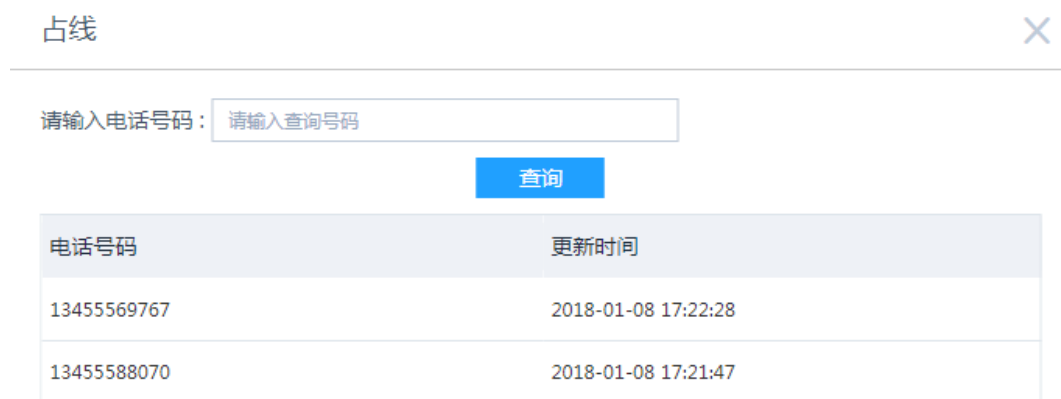 占线
请输入电话号码： 请输入查询号码
查询
电话号码 更新时间
13455569767 2018-01-08 17:22:28
13455588070 2018-01-08 17:21:47